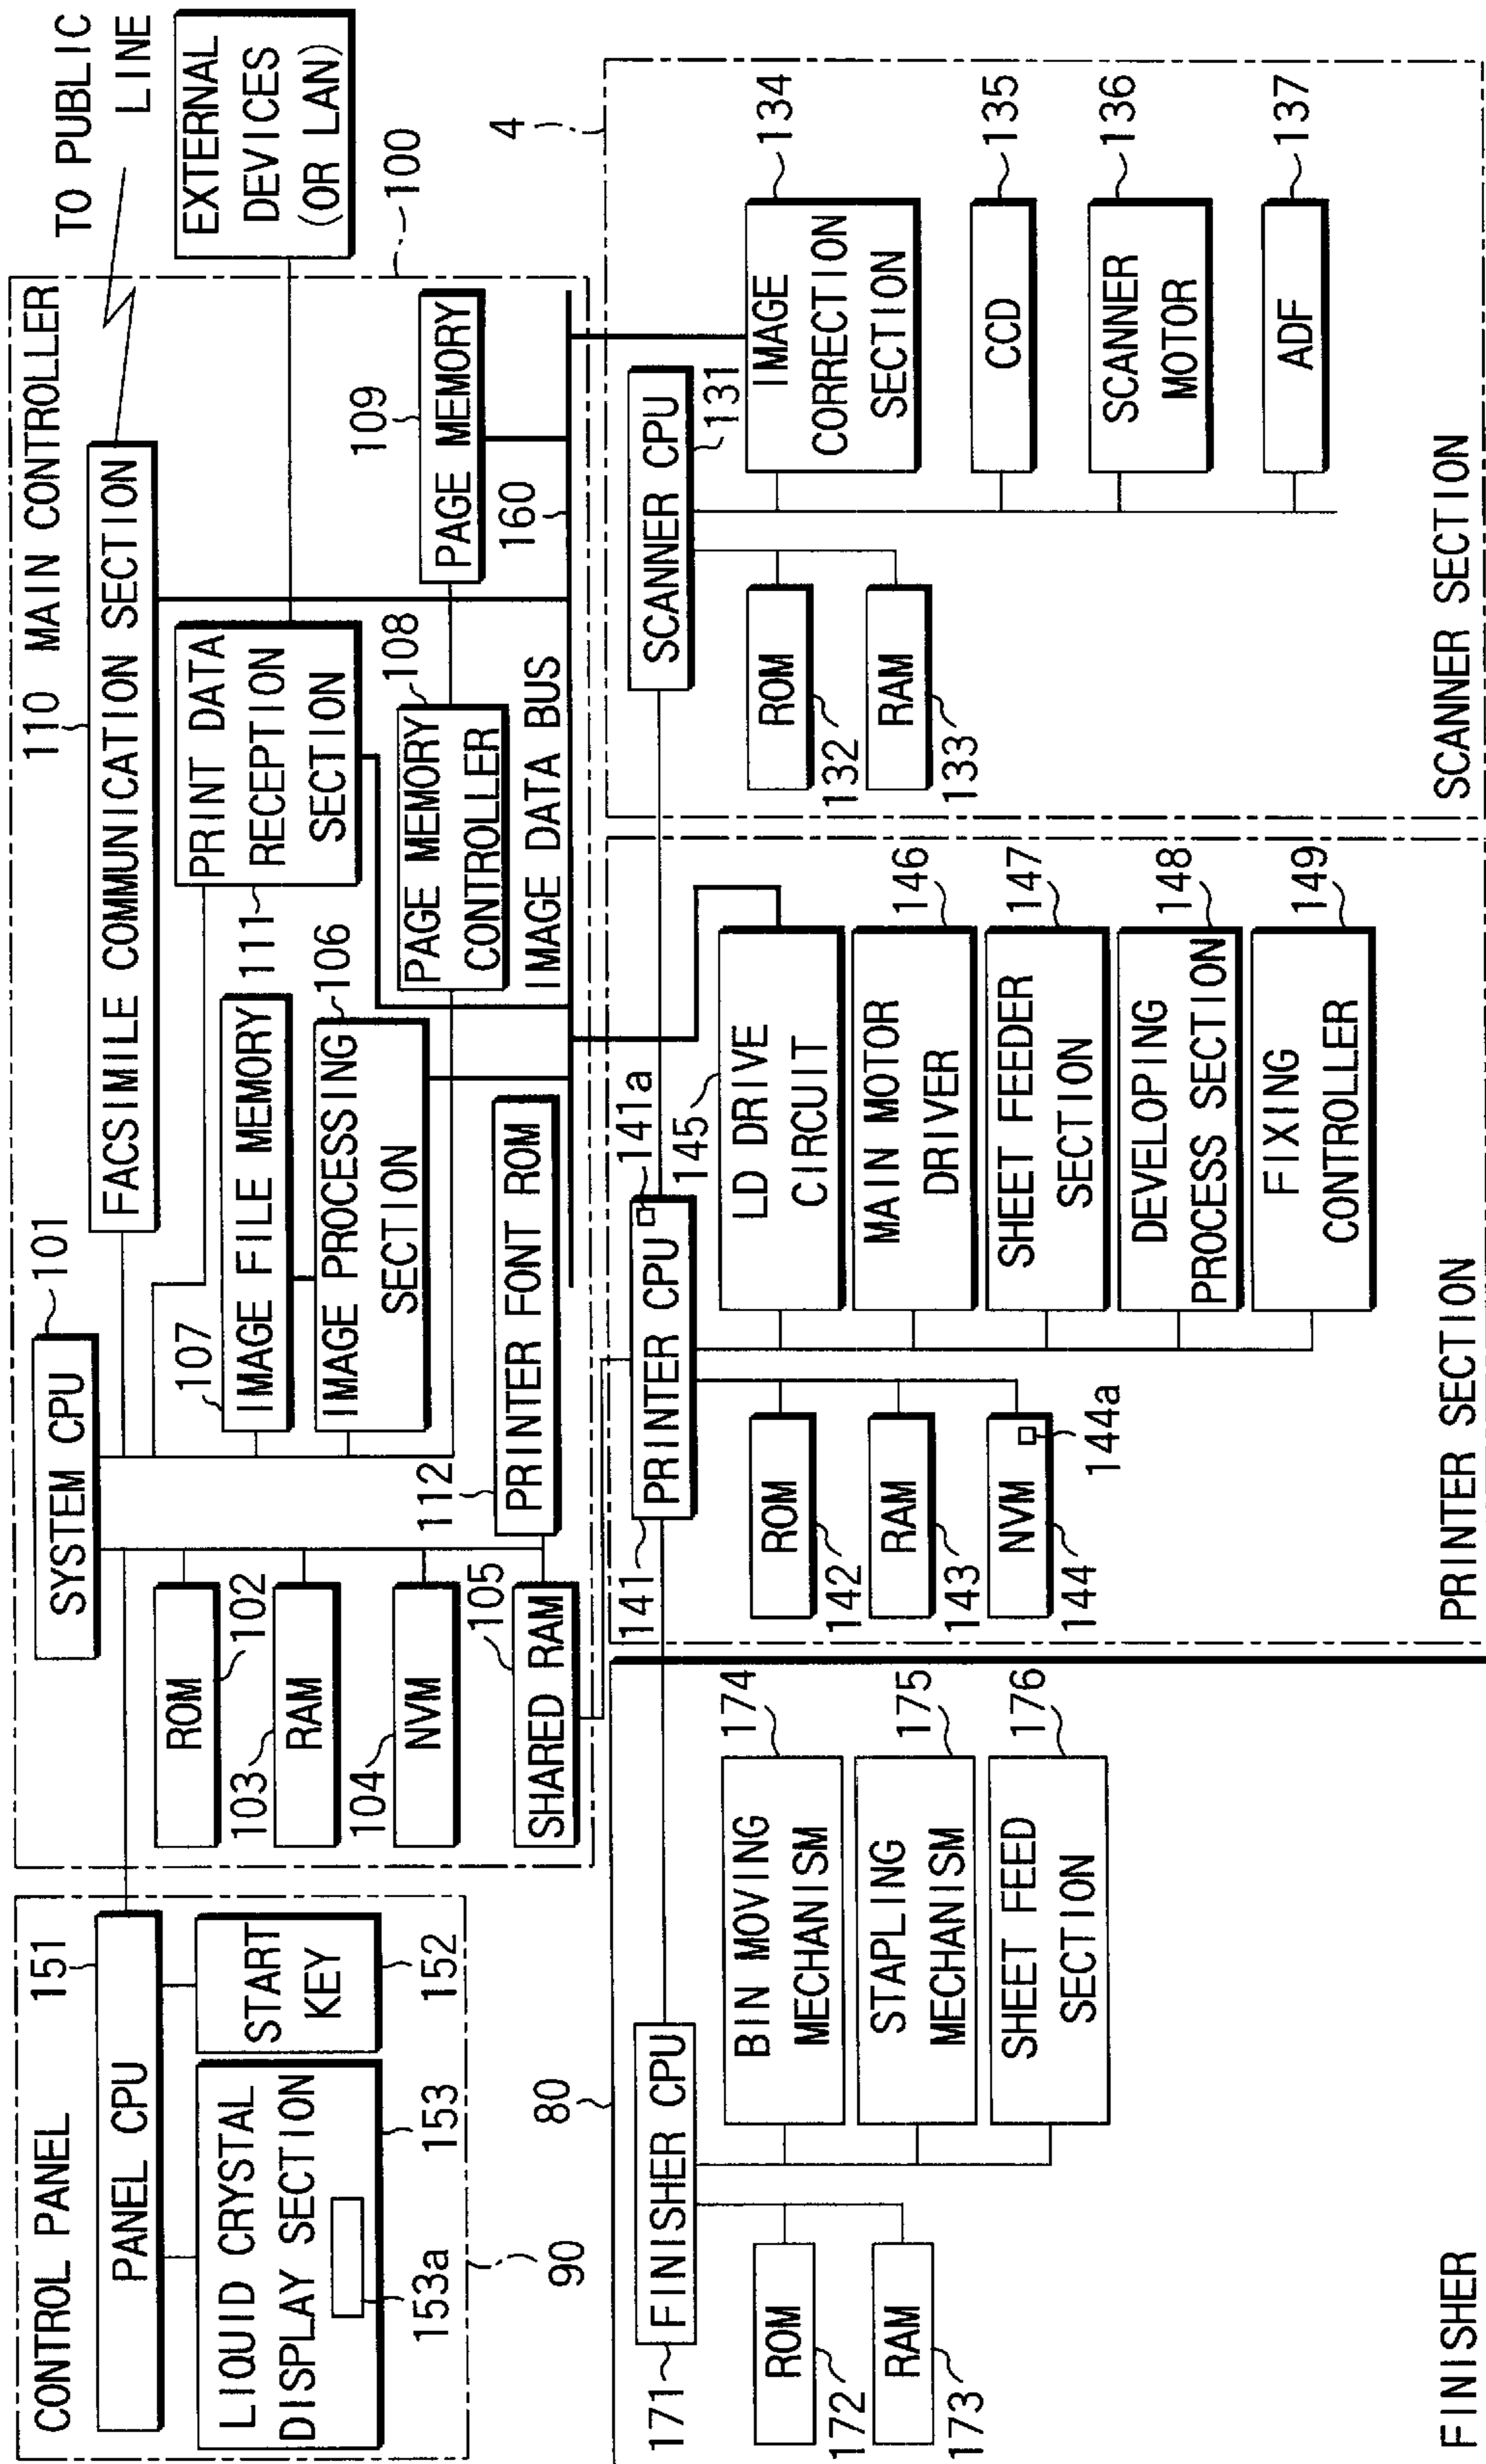 CONTROL PANEL
151
PANEL CPU
LIQUID CRYSTAL
DISPLAY SECTION
153a
153
START
KEY
152
90
110 MAIN CONTROLLER
TO PUBLIC
LINE
SYSTEM CPU
101
FACSIMILE COMMUNICATION SECTION
EXTERNAL
DEVICES
(OR LAN)
100
ROM
102
103
RAM
104
NVM
105
SHARED RAM
107
IMAGE FILE MEMORY
111
PRINT DATA
RECEPTION
SECTION
106
IMAGE PROCESSING
SECTION
112
PRINTER FONT ROM
108
PAGE MEMORY
CONTROLLER
109
PAGE MEMORY
IMAGE DATA BUS
160
80
171
FINISHER CPU
ROM
172
RAM
173
BIN MOVING
MECHANISM
174
STAPLING
MECHANISM
175
SHEET FEED
SECTION
176
FINISHER
141
PRINTER CPU
141a
ROM
142
RAM
143
NVM
144
144a
145
LD DRIVE
CIRCUIT
MAIN MOTOR
DRIVER
146
SHEET FEEDER
SECTION
147
DEVELOPING
PROCESS SECTION
148
FIXING
CONTROLLER
149
PRINTER SECTION
4
SCANNER CPU
131
ROM
132
RAM
133
IMAGE
CORRECTION
SECTION
134
CCD
135
SCANNER
MOTOR
136
ADF
137
SCANNER SECTION